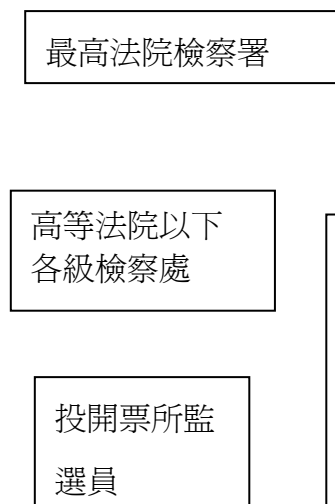 最高法院檢察署
高等法院以下
各級檢察處
投開票所監
選員